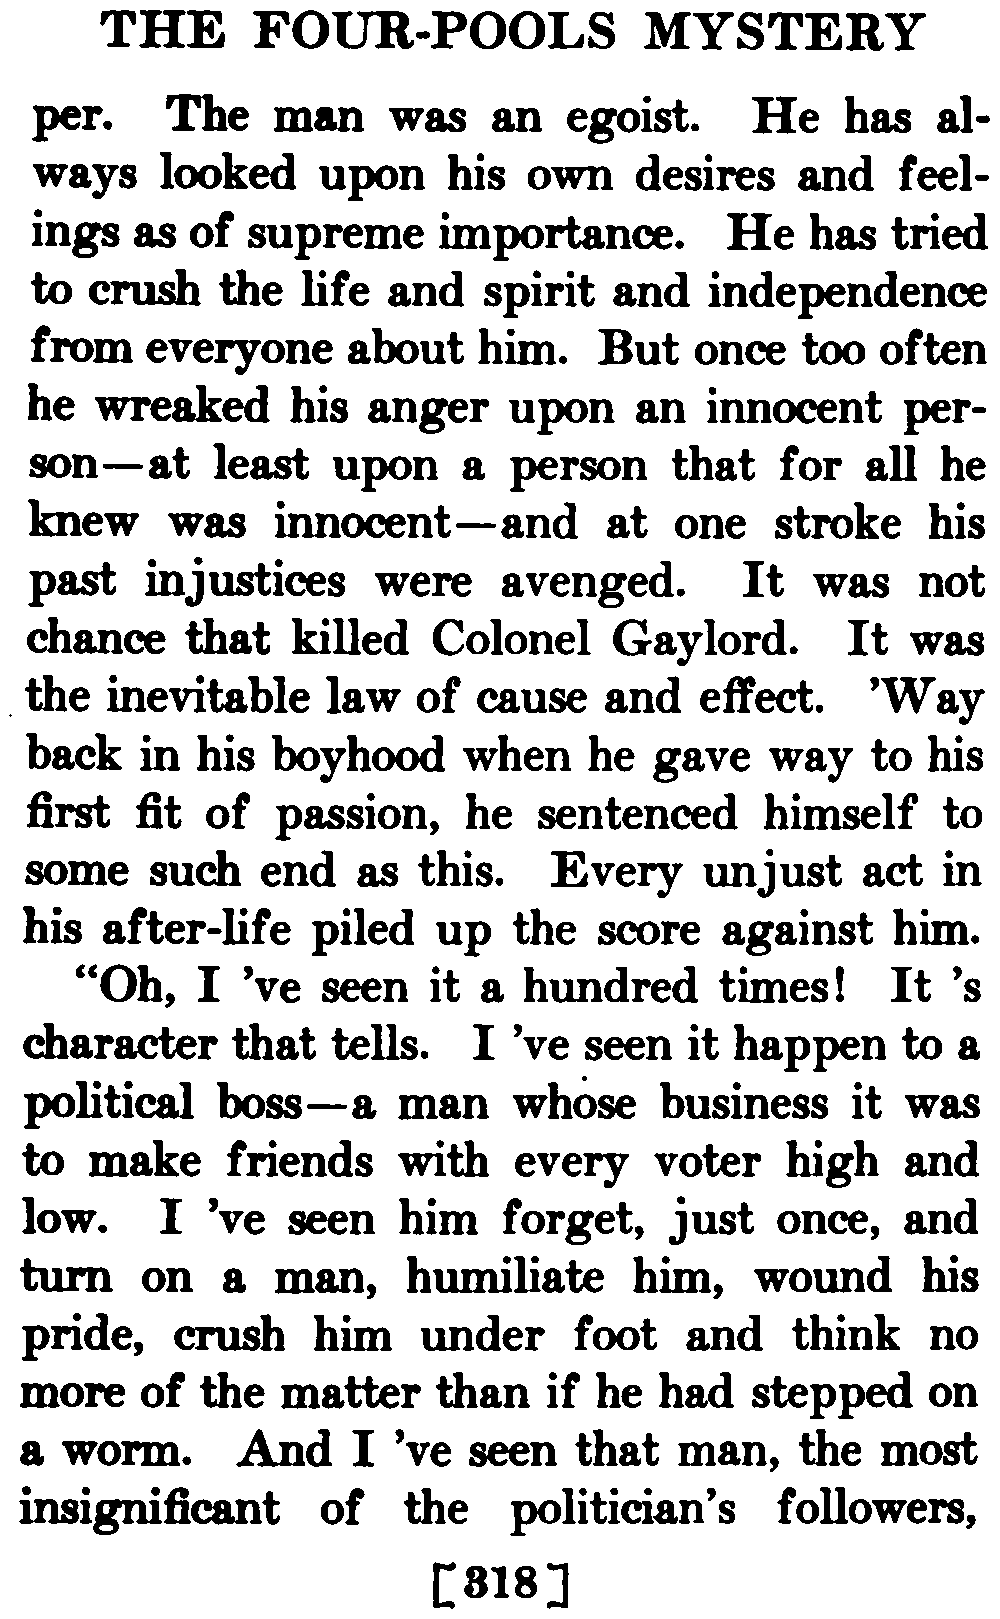 THE FOUR-POOLS MYSTERY
per. The man was an egoist. He has al-
ways looked upon his own desires and feel-
ings as of supreme importance. He has tried
to crush the life and spirit and independence
from everyone about him. But once too often
he wreaked his anger upon an innocent per-
son—at least upon a person that for all he
knew was innocent—and at one stroke his
past injustices were avenged. It was not
chance that killed Colonel Gaylord. It was
the inevitable law of cause and effect. 'Way
back in his boyhood when he gave way to his
first fit of passion, he sentenced himself to
some such end as this. Every unjust act in
his after-life piled up the score against him.
"Oh, I 've seen it a hundred times! It 's
character that tells. I 've seen it happen to a
political boss—a man whose business it was
to make friends with every voter high and
low. I 've seen him forget, just once, and
turn on a man, humiliate him, wound his
pride, crush him under foot and think no
more of the matter than if he had stepped on
a worm. And I 've seen that man, the most
insignificant of the politician's followers,
[318]